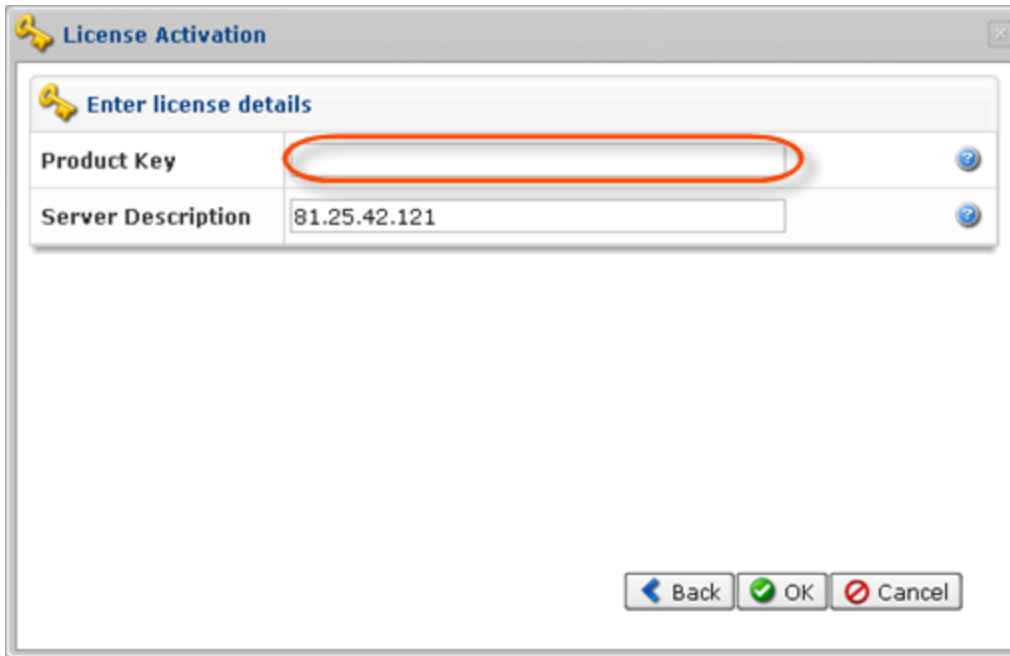 License Activation
Enter license details
Product Key
Server Description 81.25.42.121
Back OK Cancel